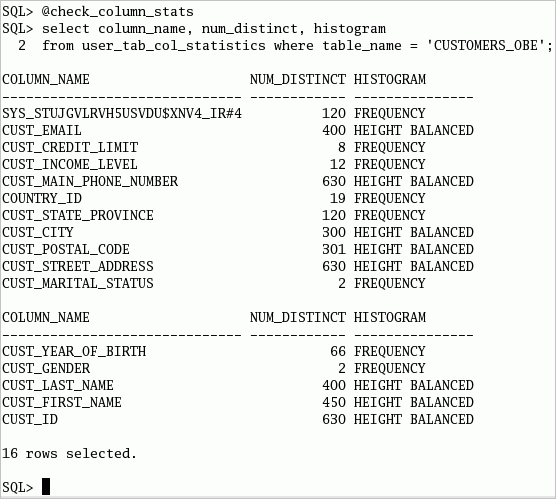 SQL> @check_column_stats
SQL> select column_name, num_distinct, histogram
  2  from user_tab_col_statistics where table_name = 'CUSTOMERS_OBE';
COLUMN_NAME                    NUM_DISTINCT HISTOGRAM
------------------------------ ------------ ---------------
SYS_STUJGVLRVH5USVDU$XNV4_IR#4          120 FREQUENCY
CUST_EMAIL                              400 HEIGHT BALANCED
CUST_CREDIT_LIMIT                         8 FREQUENCY
CUST_INCOME_LEVEL                        12 FREQUENCY
CUST_MAIN_PHONE_NUMBER                  630 HEIGHT BALANCED
COUNTRY_ID                               19 FREQUENCY
CUST_STATE_PROVINCE                     120 FREQUENCY
CUST_CITY                               300 HEIGHT BALANCED
CUST_POSTAL_CODE                        301 HEIGHT BALANCED
CUST_STREET_ADDRESS                     630 HEIGHT BALANCED
CUST_MARITAL_STATUS                       2 FREQUENCY
COLUMN_NAME                    NUM_DISTINCT HISTOGRAM
------------------------------ ------------ ---------------
CUST_YEAR_OF_BIRTH                       66 FREQUENCY
CUST_GENDER                               2 FREQUENCY
CUST_LAST_NAME                          400 HEIGHT BALANCED
CUST_FIRST_NAME                         450 HEIGHT BALANCED
CUST_ID                                 630 HEIGHT BALANCED
16 rows selected.
SQL>